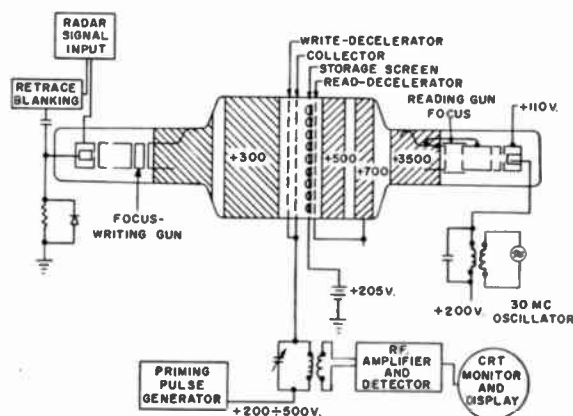 RADAR
SIGNAL
INPUT
RETRACE
BLANKING
WRITE-DECELERATOR
COLLECTOR
STORAGE SCREEN
READ-DECELERATOR
READING GUN
FOCUS
+110V.
+300
+500
+700
+3500
FOCUS-
WRITING GUN
+205V.
+200V.
30 MC
OSCILLATOR
PRIMING
PULSE
GENERATOR
+200÷500V.
R.F.
AMPLIFIER
AND
DETECTOR
CRT
MONITOR
AND
DISPLAY